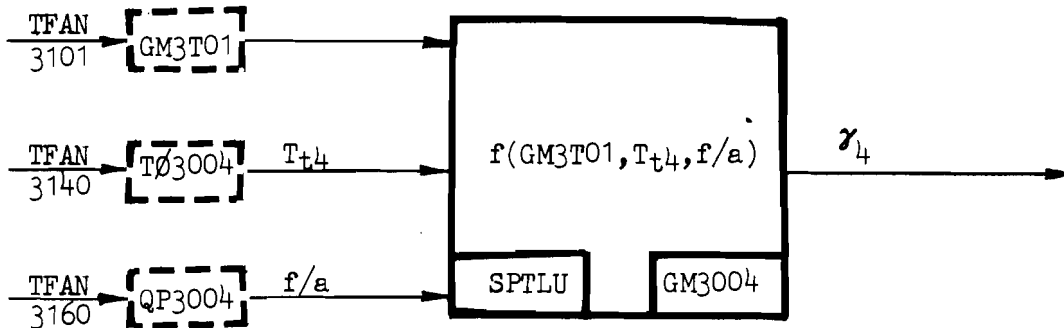 TFAN
3101
GM3T01
TFAN
3140
TØ3004
Tt4
f(GM3T01,Tt4,f/a)
γ4
TFAN
3160
QP3004
f/a
SPTLU
GM3004